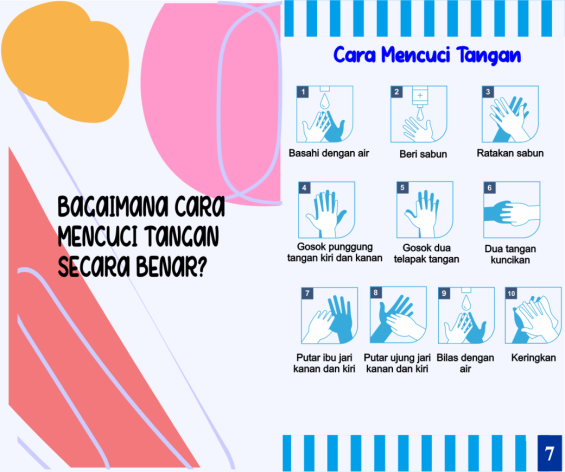 BAGAIMANA CARA
MENCUCI TANGAN
SECARA BENAR?
Cara Mencuci Tangan
1
Basahi dengan air
2
Beri sabun
3
Ratakan sabun
4
Gosok punggung
tangan kiri dan kanan
5
Gosok dua
telapak tangan
6
Dua tangan
kuncikan
7
Putar ibu jari
kanan dan kiri
8
Putar ujung jari
kanan dan kiri
9
Bilas dengan
air
10
Keringkan
7